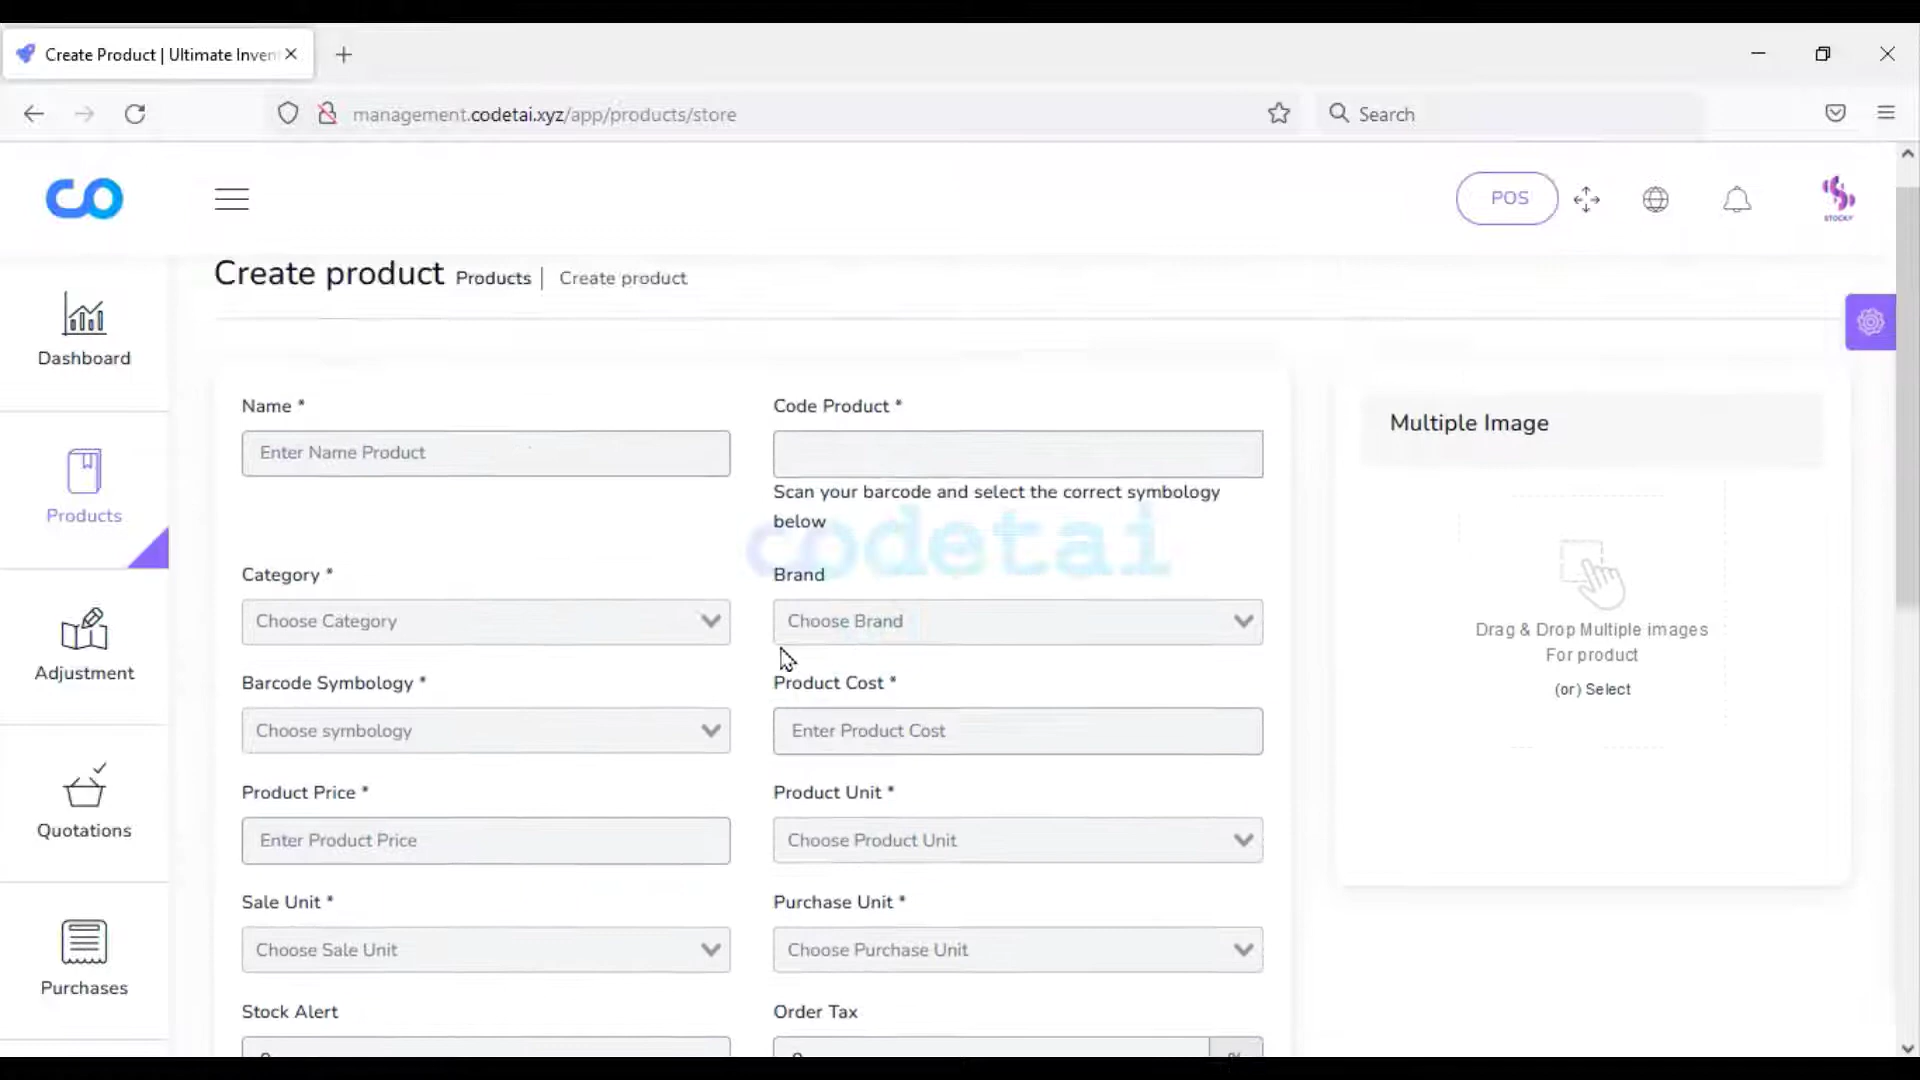 Create Product | Ultimate Inven
management.codetai.xyz/app/products/store
Search
POS
STOCKY
Create product
Products | Create product
Dashboard
Products
Adjustment
Quotations
Purchases
Name *
Enter Name Product
Code Product *
Scan your barcode and select the correct symbology
below
codetai
Category *
Choose Category
Brand
Choose Brand
Barcode Symbology *
Choose symbology
Product Cost *
Enter Product Cost
Product Price *
Enter Product Price
Product Unit *
Choose Product Unit
Sale Unit *
Choose Sale Unit
Purchase Unit *
Choose Purchase Unit
Stock Alert
Order Tax
Multiple Image
Drag & Drop Multiple images
For product
(or) Select